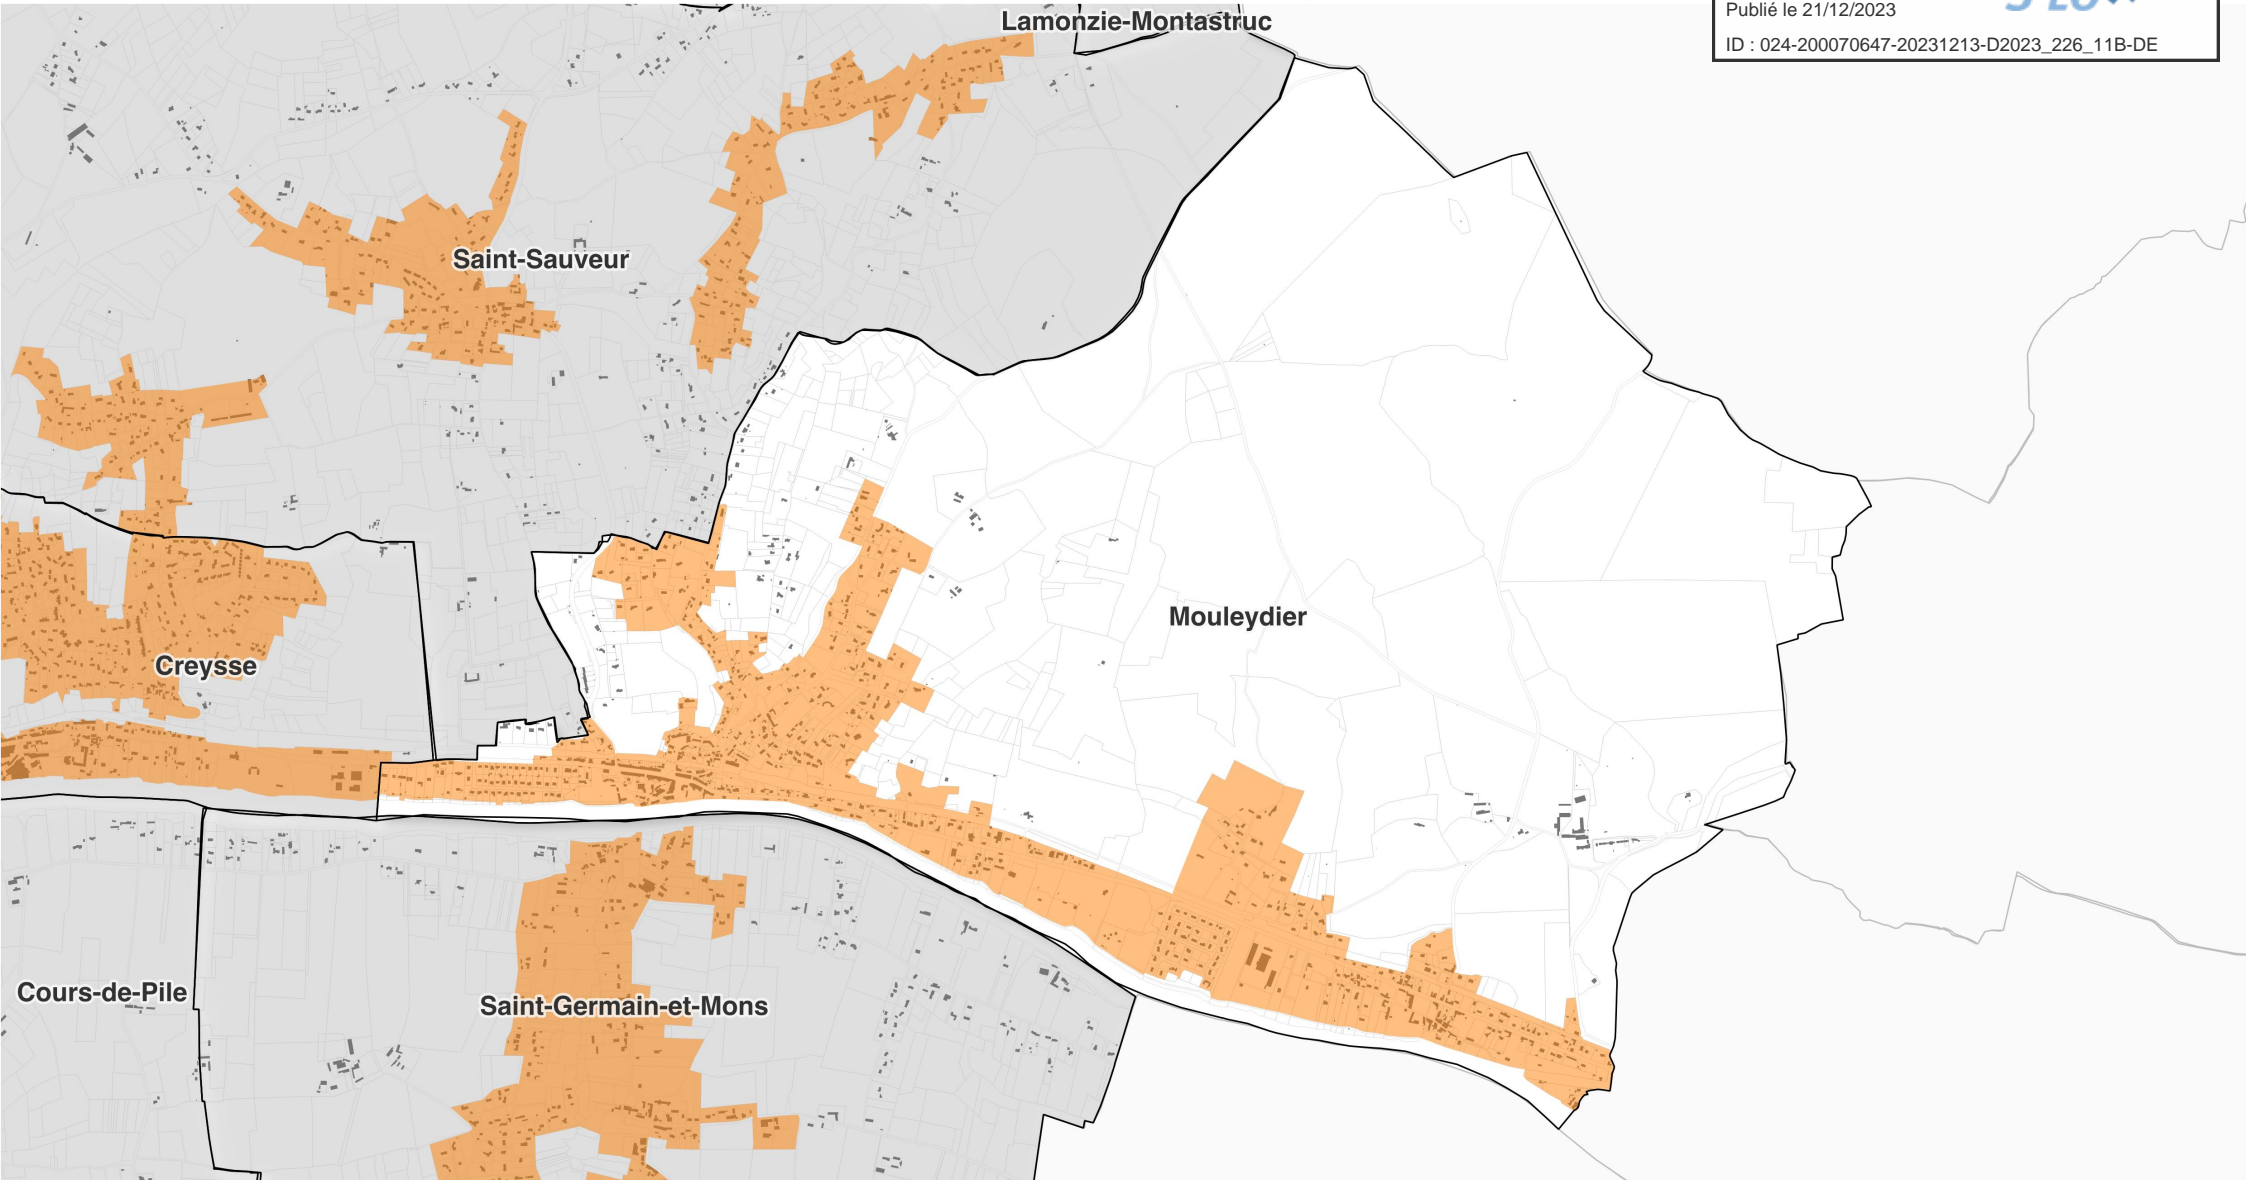 Lamonzie-Montastruc
Publié le 21/12/2023
ID : 024-200070647-20231213-D2023_226_11B-DE
Saint-Sauveur
Mouleydier
Creysse
Cours-de-Pile
Saint-Germain-et-Mons